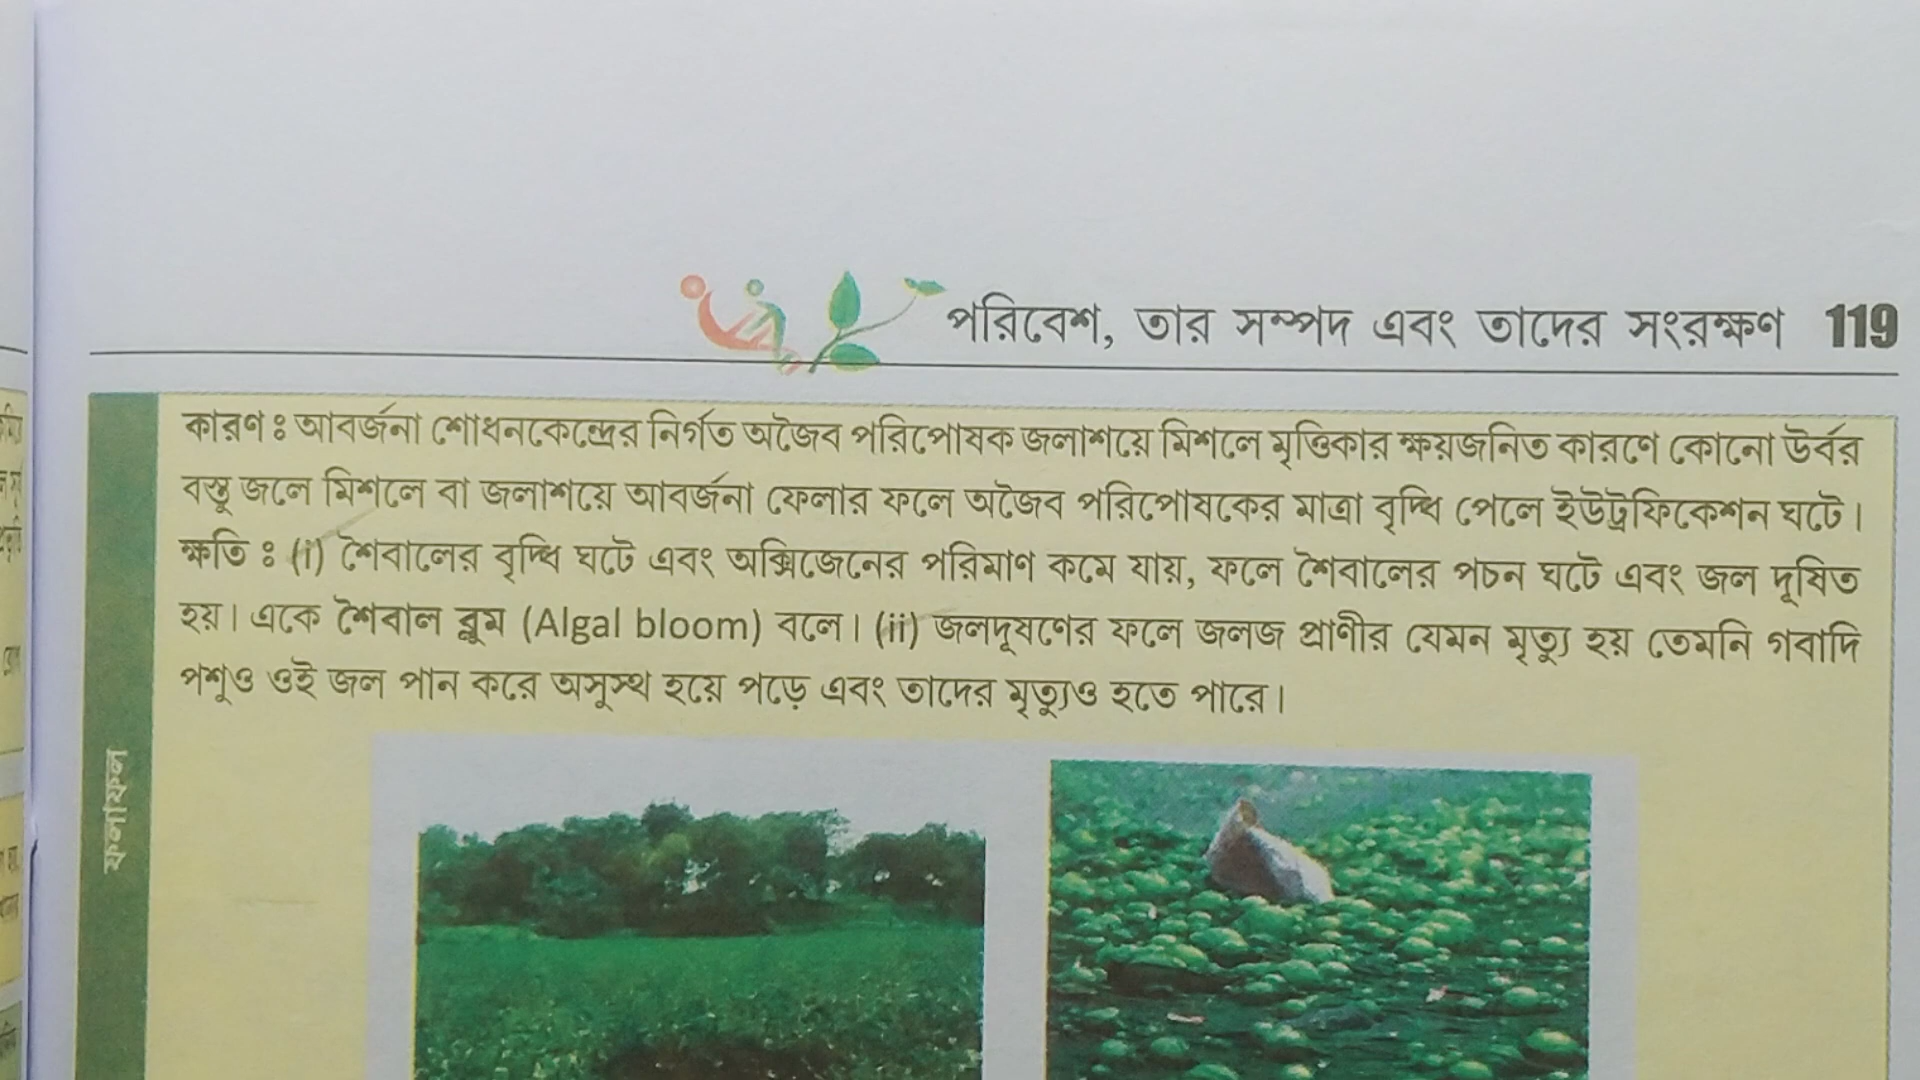 পরিবেশ, তার সম্পদ এবং তাদের সংরক্ষণ 119
কারণ ঃ আবর্জনা শোধনকেন্দ্রের নির্গত অজৈব পরিপোষক জলাশয়ে মিশলে মৃত্তিকার ক্ষয়জনিত কারণে কোনো উর্বর
বস্তু জলে মিশলে বা জলাশয়ে আবর্জনা ফেলার ফলে অজৈব পরিপোষকের মাত্রা বৃদ্ধি পেলে ইউট্রফিকেশন ঘটে।
ক্ষতি ঃ (i) শৈবালের বৃদ্ধি ঘটে এবং অক্সিজেনের পরিমাণ কমে যায়, ফলে শৈবালের পচন ঘটে এবং জল দূষিত
হয়। একে শৈবাল ব্লুম (Algal bloom) বলে। (ii) জলদূষণের ফলে জলজ প্রাণীর যেমন মৃত্যু হয় তেমনি গবাদি
পশুও ওই জল পান করে অসুস্থ হয়ে পড়ে এবং তাদের মৃত্যুও হতে পারে।
ফলাফল